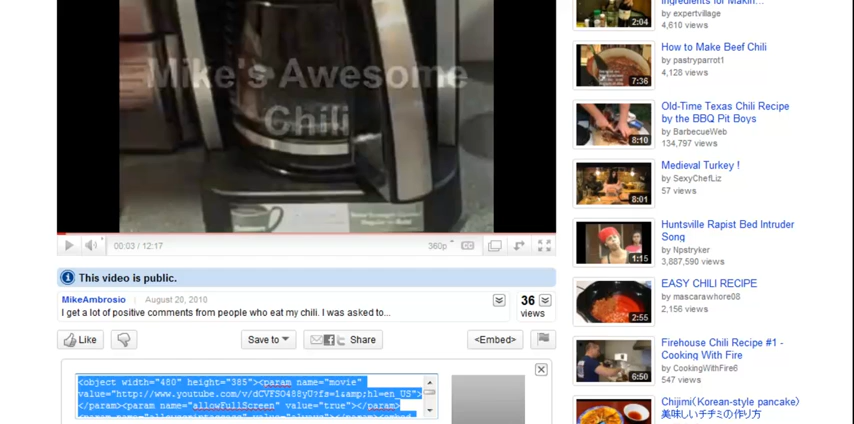 Mike's Awesome
Chili
00:03 / 12:17
360p
CC
This video is public.
MikeAmbrosio
August 20, 2010
36
views
I get a lot of positive comments from people who eat my chili. I was asked to...
Like
Save to
Share
<Embed>
<object width="480" height="385"><param name="movie"
value="http://www.youtube.com/v/dCVFSO488yU?fs=1&amp;hl=en_US">
</param><param name="allowFullScreen" value="true"></param>
Ingredients for Makin...
by expertvillage
2:04
4,610 views
How to Make Beef Chili
by pastryparrot1
4,128 views
7:36
Old-Time Texas Chili Recipe
by the BBQ Pit Boys
by BarbecueWeb
8:10
134,797 views
Medieval Turkey !
by SexyChefLiz
57 views
8:01
Huntsville Rapist Bed Intruder
Song
by Npstryker
1:15
3,887,590 views
EASY CHILI RECIPE
by mascarawhore08
2,156 views
2:55
Firehouse Chili Recipe #1 -
Cooking With Fire
by CookingWithFire6
6:50
547 views
Chijimi(Korean-style pancake)
美味しいチヂミの作り方